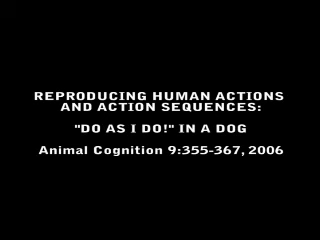 REPRODUCING HUMAN ACTIONS
AND ACTION SEQUENCES:
"DO AS I DO!" IN A DOG
Animal Cognition 9:355-367, 2006